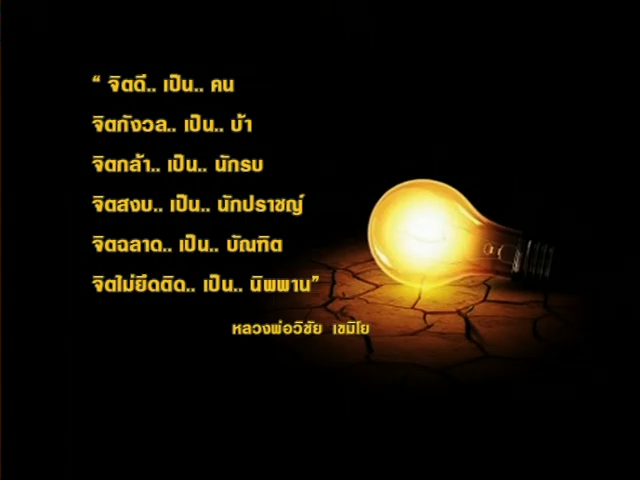 “ จิตดี.. เป็น.. คน
จิตกังวล.. เป็น.. บ้า
จิตกล้า.. เป็น.. นักรบ
จิตสงบ.. เป็น.. นักปราชญ์
จิตฉลาด.. เป็น.. บัณฑิต
จิตไม่ยึดติด.. เป็น.. นิพพาน”
หลวงพ่อวิชัย เขมิโย